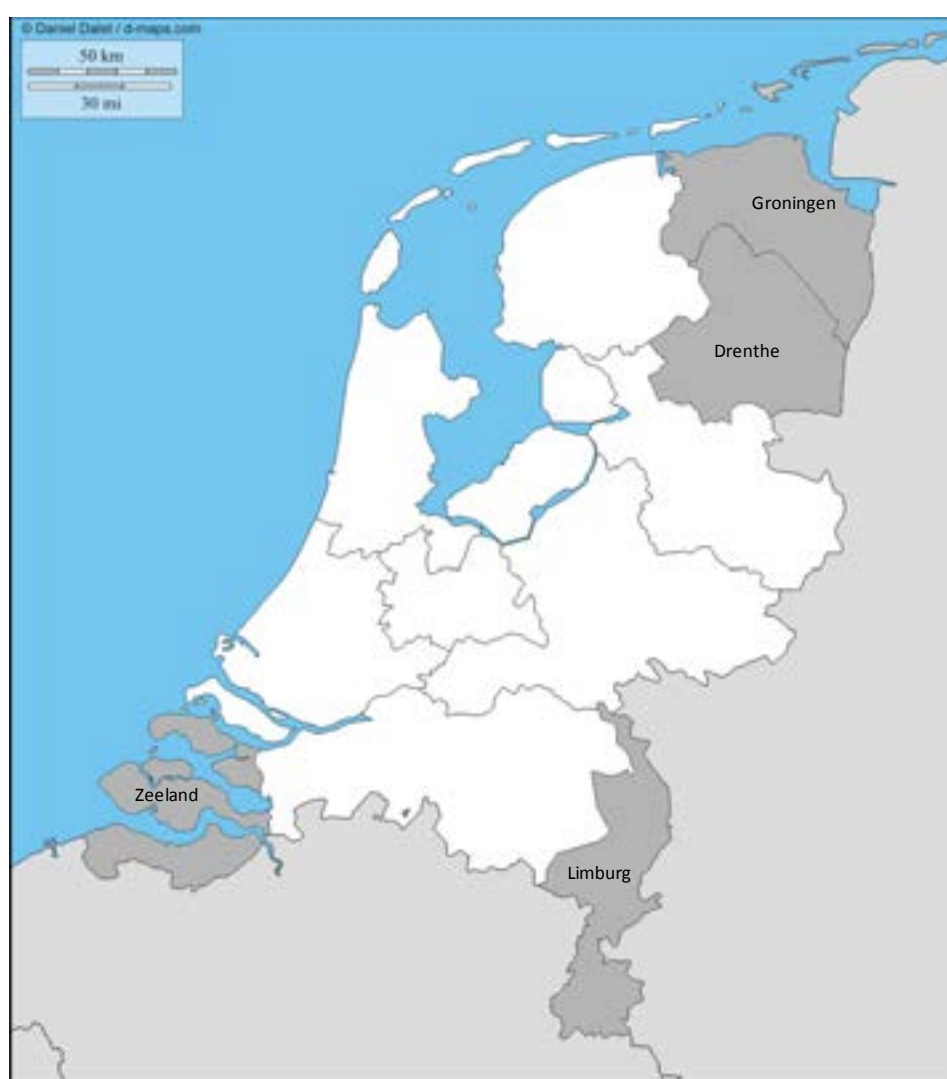 © Daniel Dalet / d-maps.com
50 km
30 mi
Groningen
Drenthe
Zeeland
Limburg